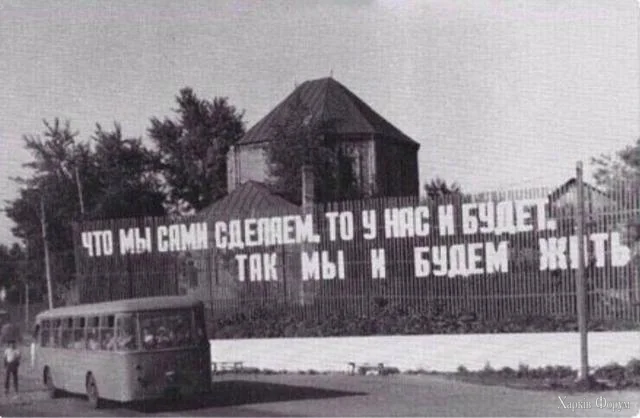 ЧТО МЫ САМИ СДЕЛАЕМ, ТО У НАС И БУДЕТ.
ТАК МЫ И БУДЕМ ЖИТЬ
Харків Форум